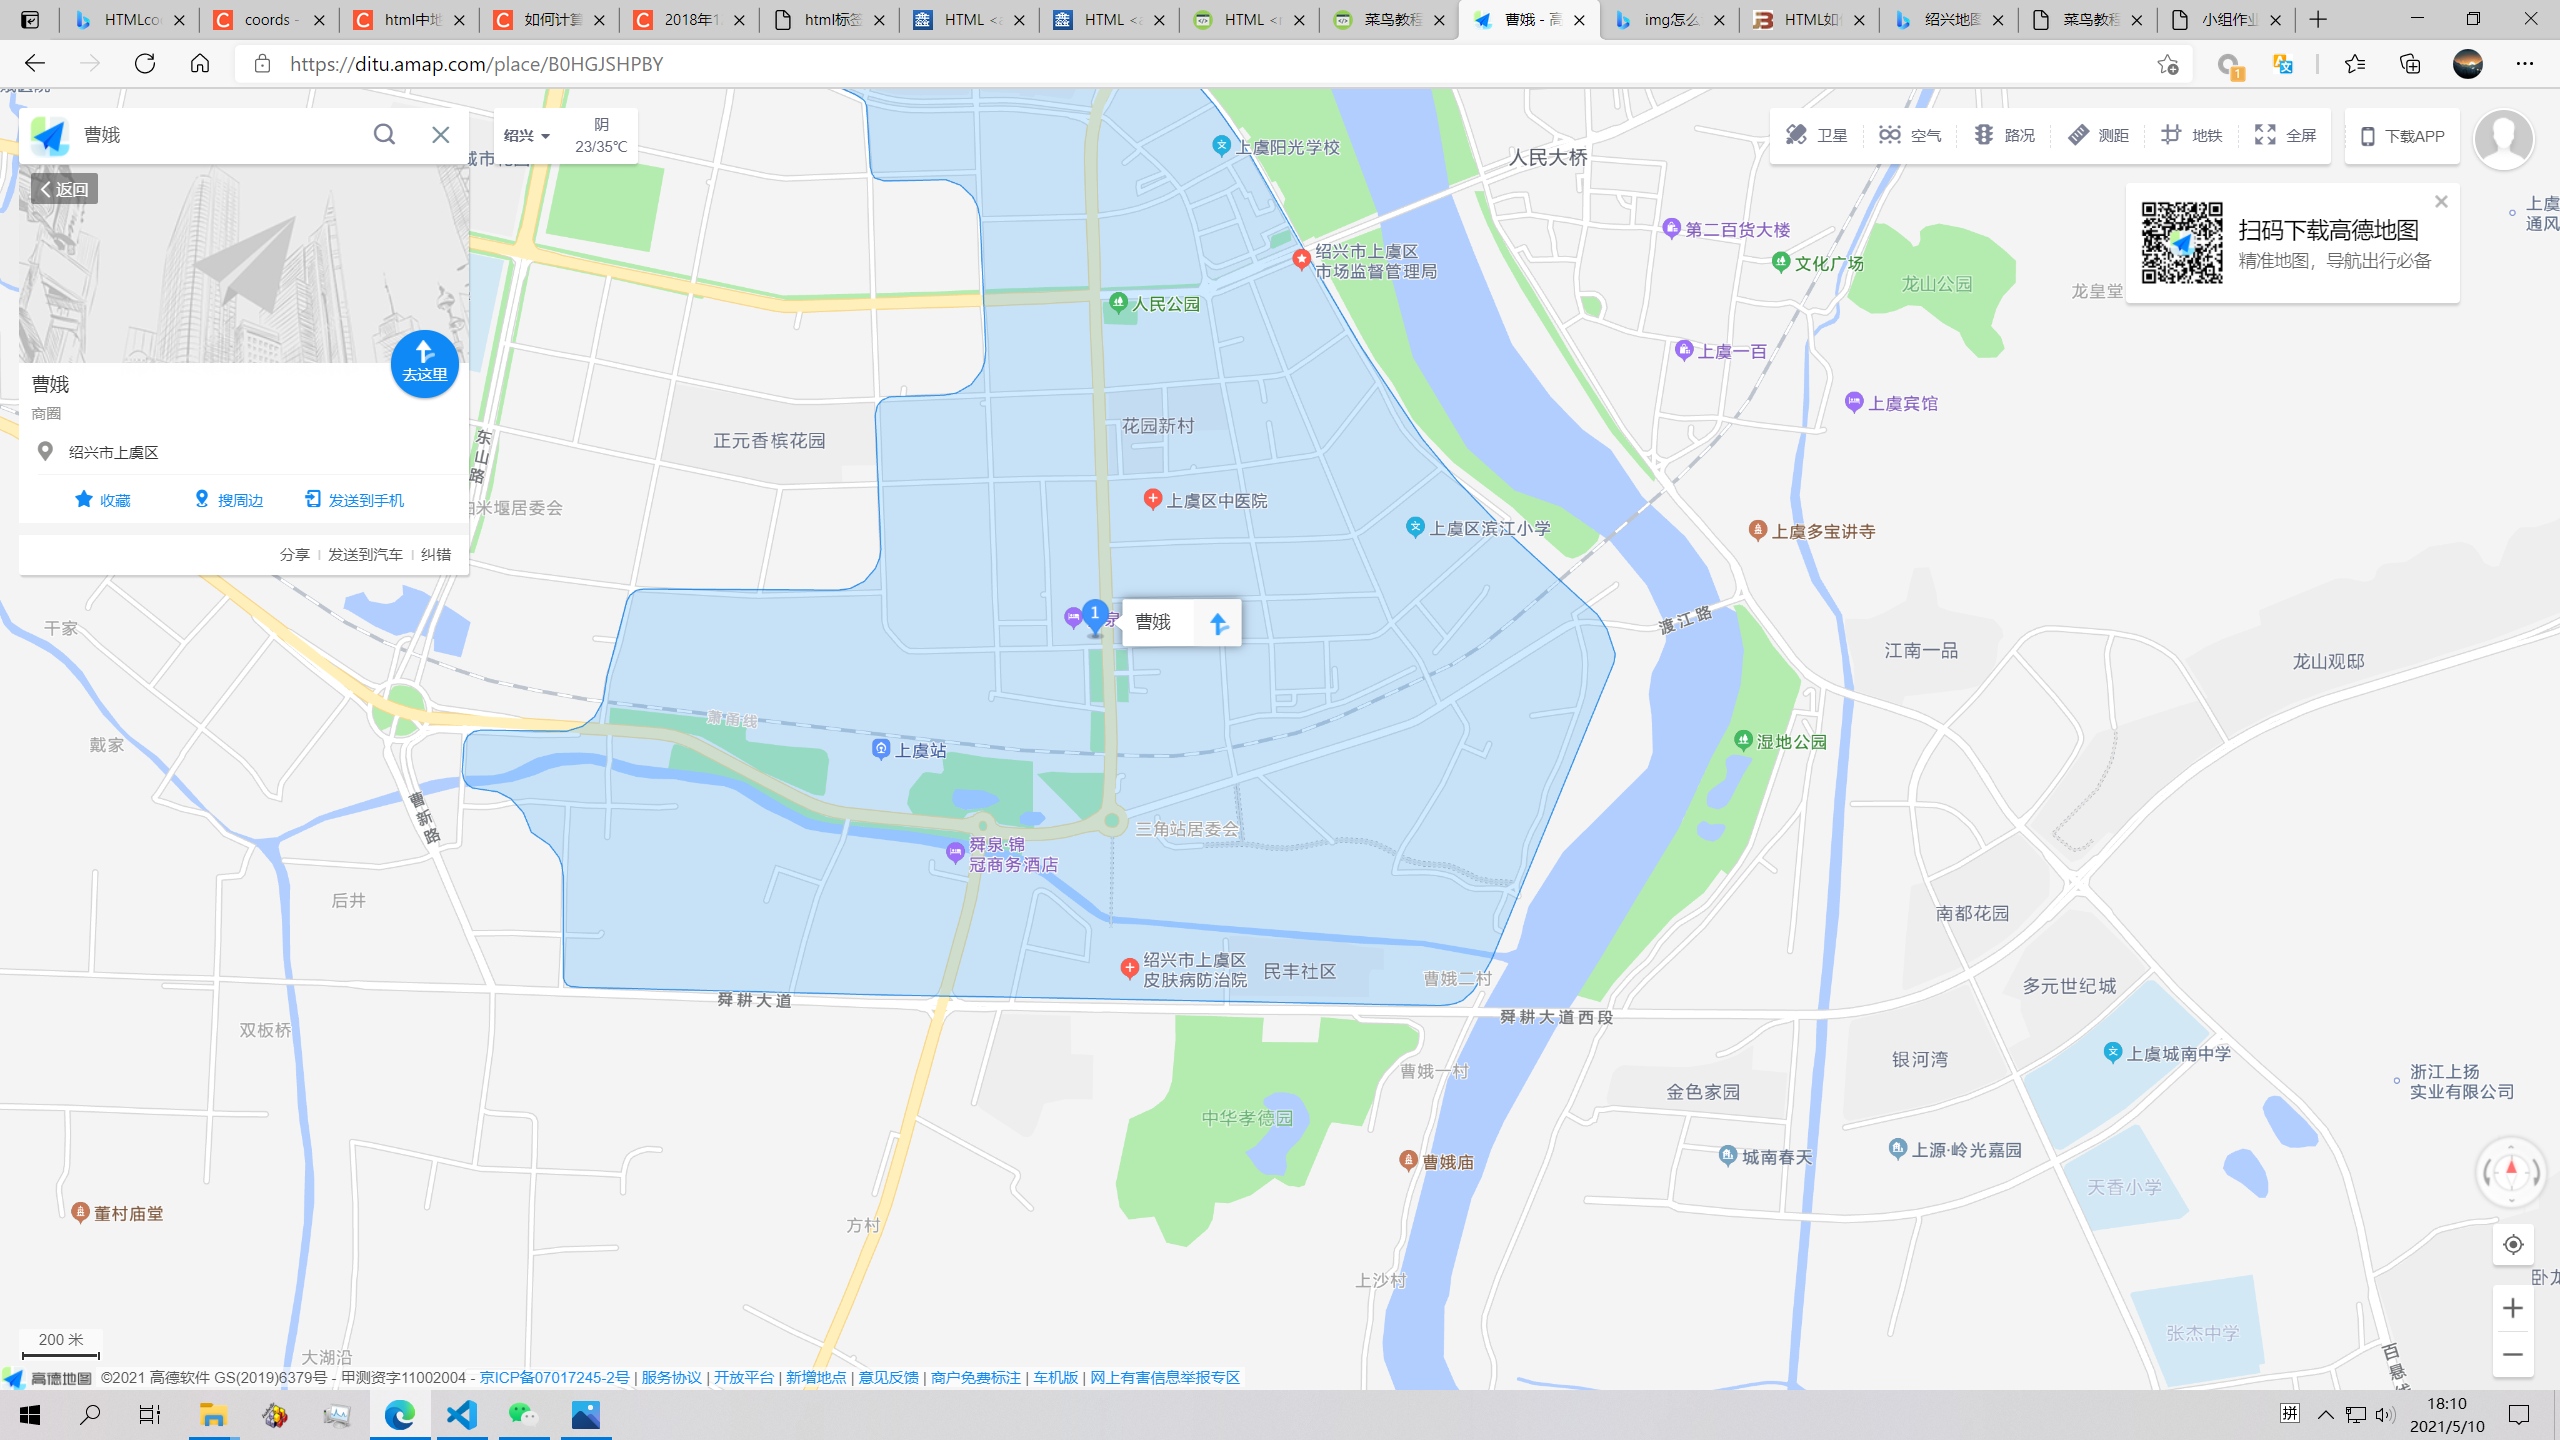 HTMLcoo
coords -
html中地
如何计算
2018年1
html标签
HTML <a
HTML <a
HTML <r
菜鸟教程
曹娥 - 高
img怎么
HTML如何
绍兴地图
菜鸟教程
小组作业
https://ditu.amap.com/place/B0HGJSHPBY
1
曹娥
绍兴
阴
23/35℃
卫星
空气
路况
测距
地铁
全屏
下载APP
扫码下载高德地图
精准地图，导航出行必备
返回
去这里
曹娥
商圈
绍兴市上虞区
收藏
搜周边
发送到手机
分享
发送到汽车
纠错
上虞阳光学校
人民大桥
上虞
通风
第二百货大楼
绍兴市上虞区
市场监督管理局
文化广场
龙山公园
龙皇堂
人民公园
上虞一百
上虞宾馆
花园新村
正元香槟花园
东山路
米堰居委会
上虞区中医院
上虞区滨江小学
上虞多宝讲寺
1
曹娥
渡江路
干家
江南一品
龙山观邸
萧甬线
戴家
上虞站
湿地公园
曹新路
三角站居委会
舜泉·锦
冠商务酒店
后井
南都花园
绍兴市上虞区
皮肤病防治院
民丰社区
曹娥二村
多元世纪城
舜耕大道
舜耕大道西段
双板桥
上虞城南中学
银河湾
曹娥一村
浙江上扬
实业有限公司
金色家园
中华孝德园
曹娥庙
城南春天
上源·岭光嘉园
天香小学
董村庙堂
方村
上沙村
卧龙
张杰中学
大湖沿
200 米
高德地图 ©2021 高德软件 GS(2019)6379号 - 甲测资字11002004 - 京ICP备07017245-2号 | 服务协议 | 开放平台 | 新增地点 | 意见反馈 | 商户免费标注 | 车机版 | 网上有害信息举报专区
拼
18:10
2021/5/10